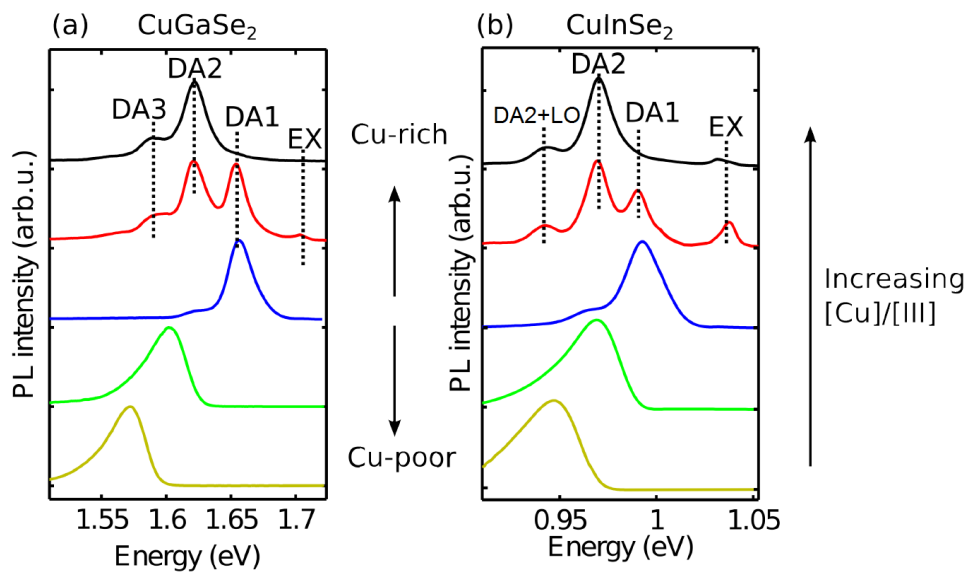 (a) CuGaSe₂
DA2
DA3
DA1
EX
PL intensity (arb.u.)
1.55 1.6 1.65 1.7
Energy (eV)
Cu-rich
Cu-poor
(b) CuInSe₂
DA2
DA2+LO
DA1
EX
PL intensity (arb.u.)
0.95 1 1.05
Energy (eV)
Increasing
[Cu]/[III]